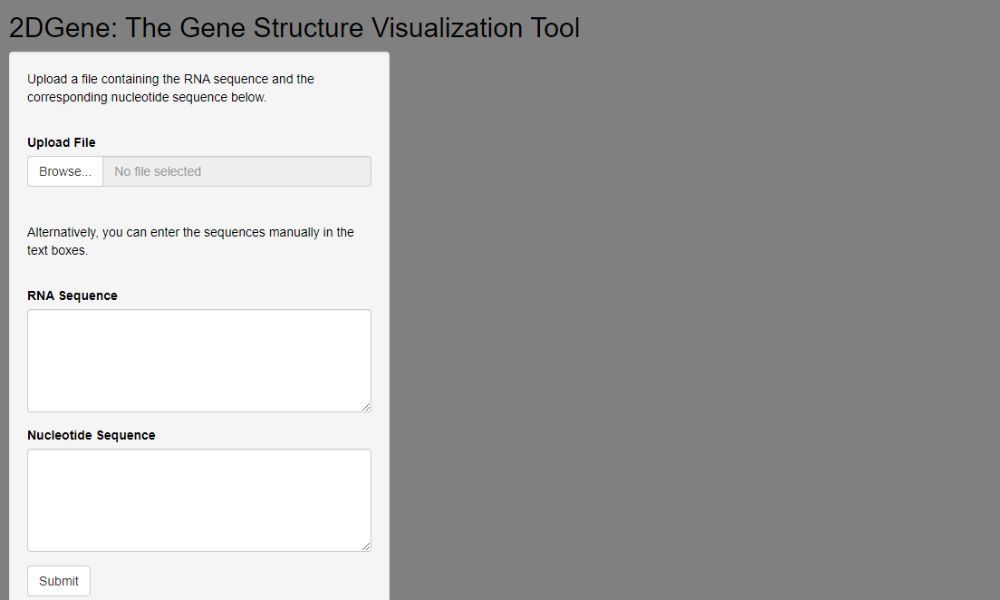 2DGene: The Gene Structure Visualization Tool
Upload a file containing the RNA sequence and the
corresponding nucleotide sequence below.
Upload File
Browse... No file selected
Alternatively, you can enter the sequences manually in the
text boxes.
RNA Sequence
Nucleotide Sequence
Submit